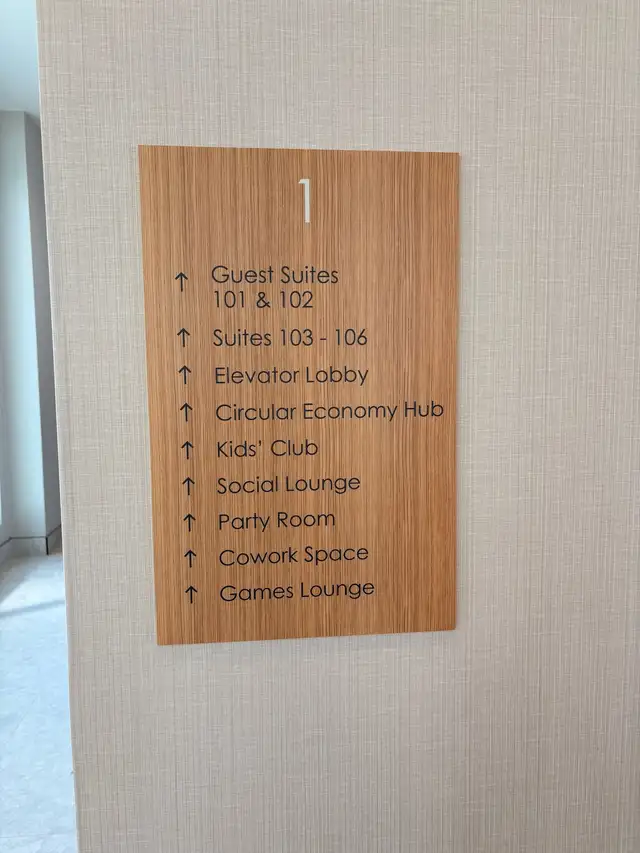 1
↑ Guest Suites
101 & 102
↑ Suites 103 - 106
↑ Elevator Lobby
↑ Circular Economy Hub
↑ Kids' Club
↑ Social Lounge
↑ Party Room
↑ Cowork Space
↑ Games Lounge